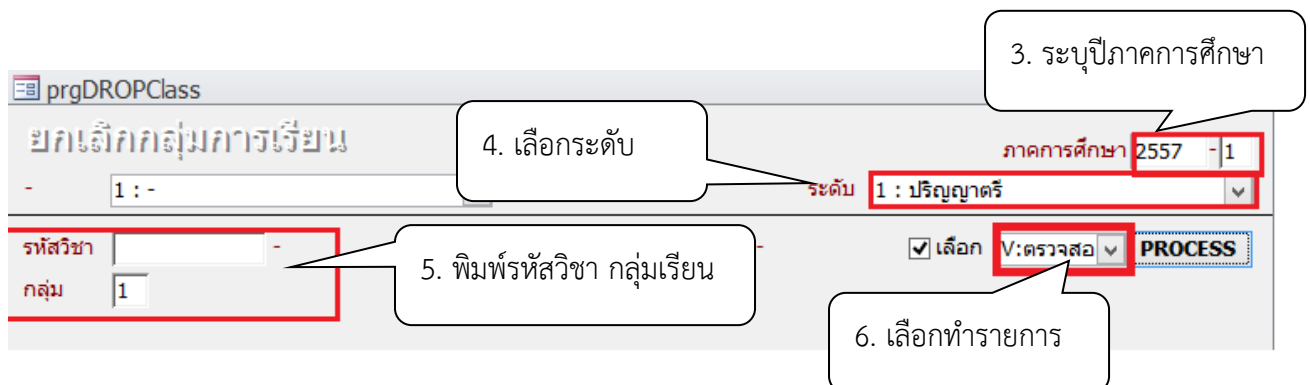 3. ระบุปีภาคการศึกษา
prgDROPClass
ยกเลิกกลุ่มการเรียน
4. เลือกระดับ
ภาคการศึกษา 2557 - 1
- 1 : -
ระดับ 1 : ปริญญาตรี
รหัสวิชา -
5. พิมพ์รหัสวิชา กลุ่มเรียน
- เลือก V:ตรวจสอ PROCESS
กลุ่ม 1
6. เลือกทำรายการ